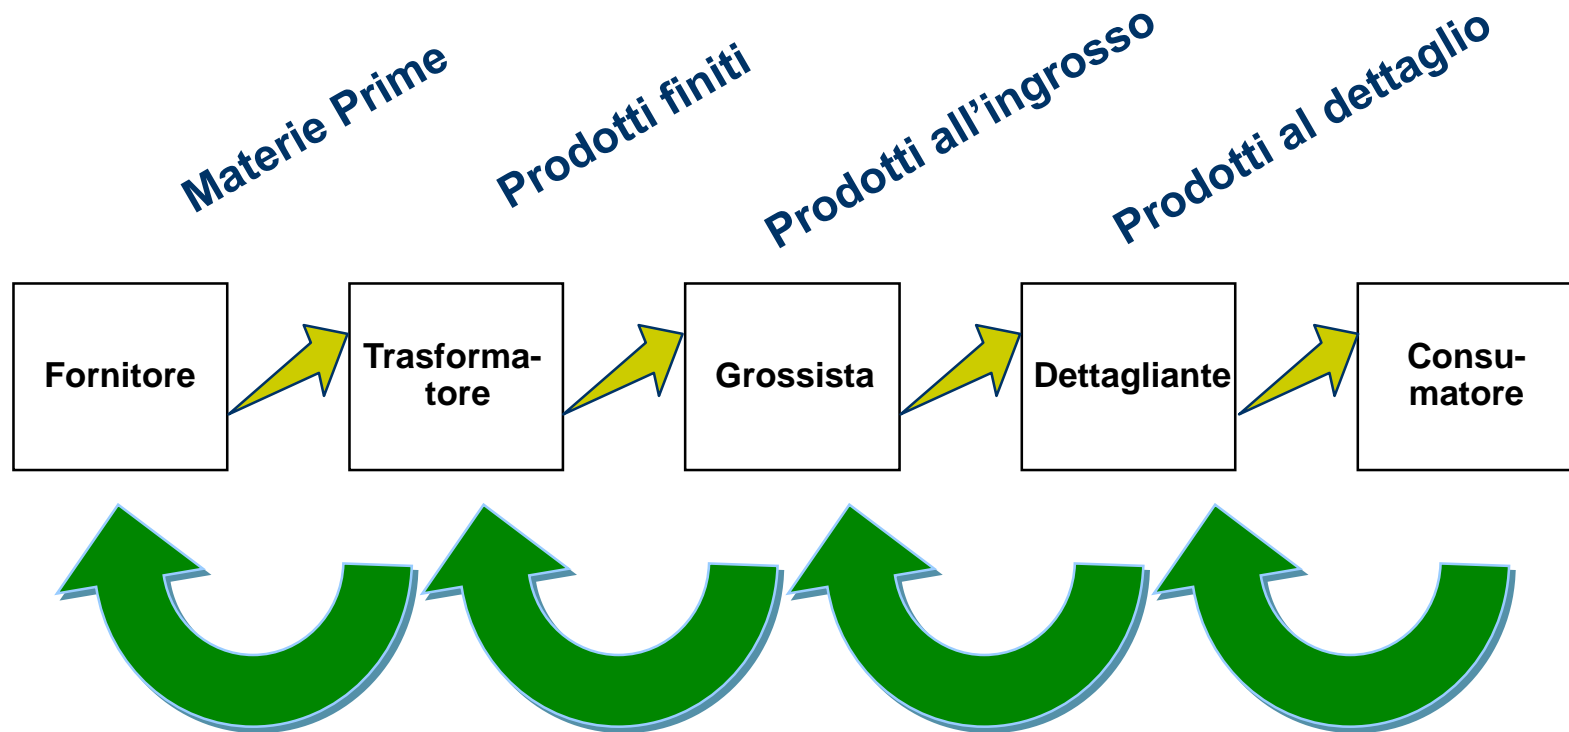 Materie Prime
Prodotti finiti
Prodotti all’ingrosso
Prodotti al dettaglio
Fornitore
Trasforma-
tore
Grossista
Dettagliante
Consu-
matore